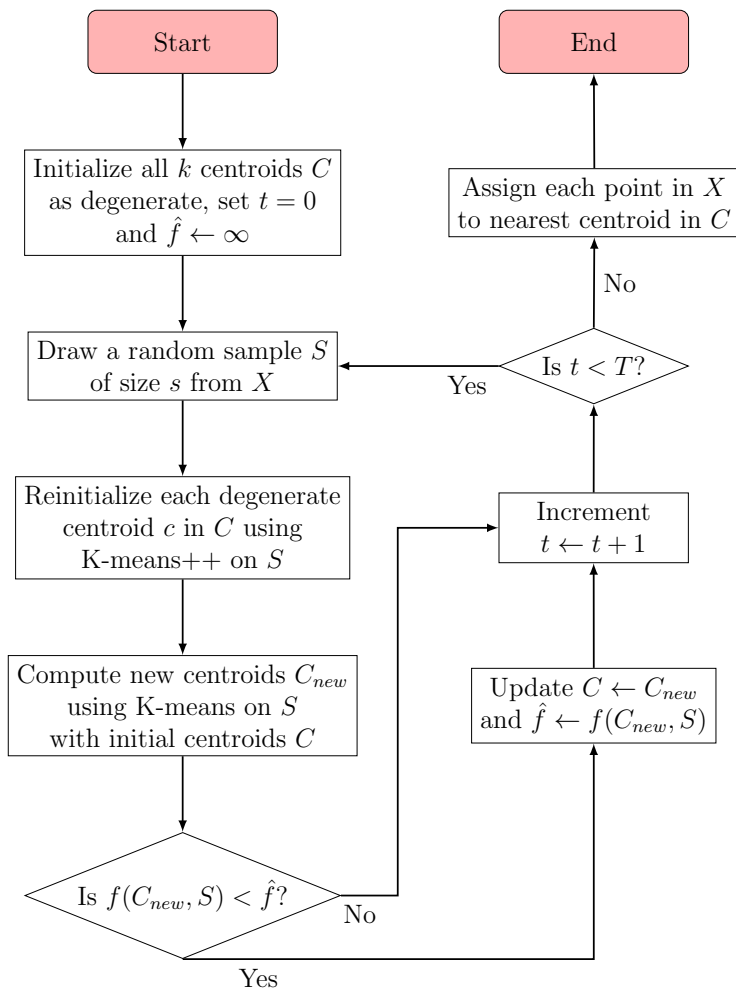 Start
Initialize all k centroids C
as degenerate, set t = 0
and f̂ ← ∞
Draw a random sample S
of size s from X
Reinitialize each degenerate
centroid c in C using
K-means++ on S
Compute new centroids C_new
using K-means on S
with initial centroids C
Is f(C_new, S) < f̂?
No
Yes
Update C ← C_new
and f̂ ← f(C_new, S)
Increment
t ← t + 1
Is t < T?
Yes
No
Assign each point in X
to nearest centroid in C
End